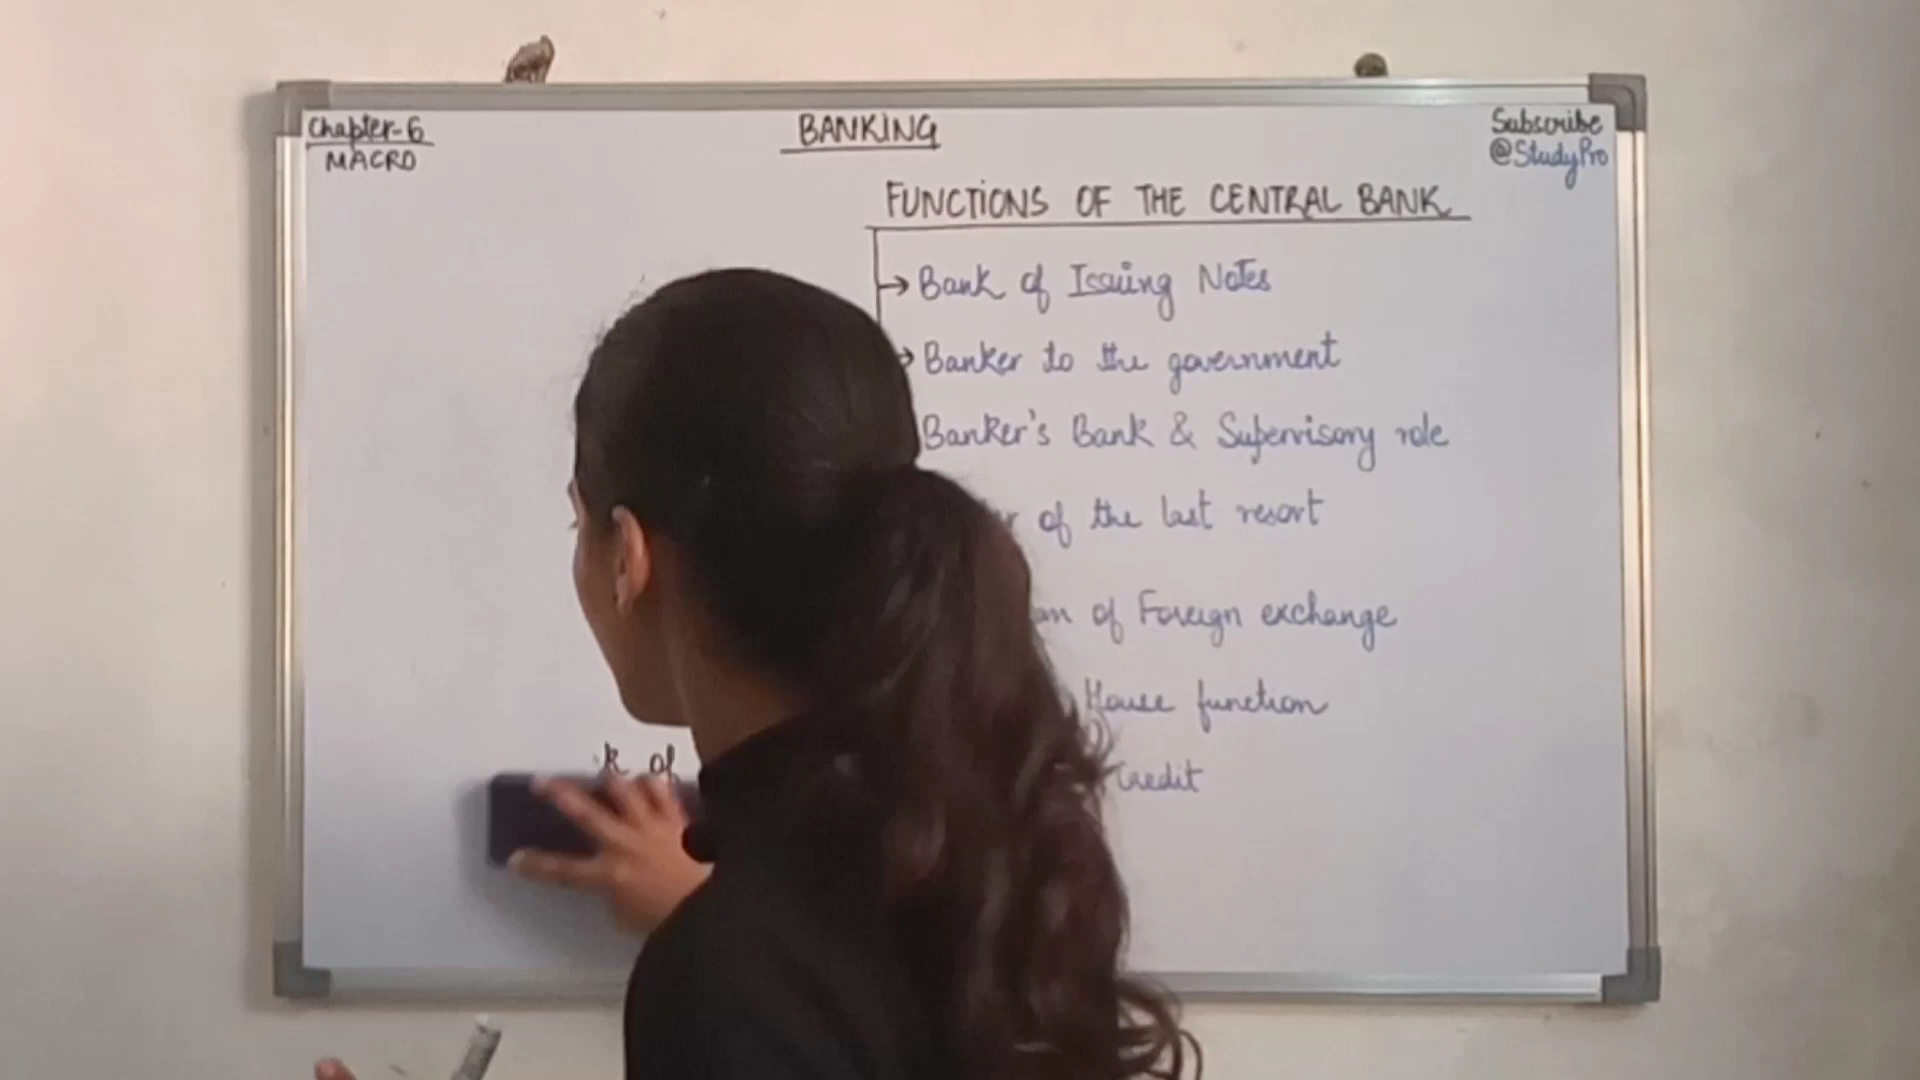 Chapter-6
MACRO
BANKING
Subscribe
@StudyPro
FUNCTIONS OF THE CENTRAL BANK
→ Bank of Issuing Notes
Banker to the government
Banker's Bank & Supervisory role
of the last resort
of Foreign exchange
House function
Credit
of